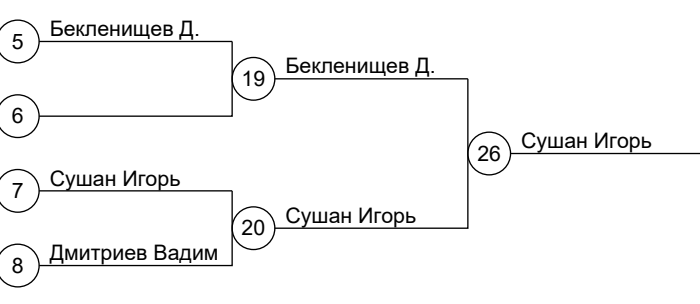 5 Бекленищев Д.
19 Бекленищев Д.
6
26 Сушан Игорь
7 Сушан Игорь
20 Сушан Игорь
8 Дмитриев Вадим